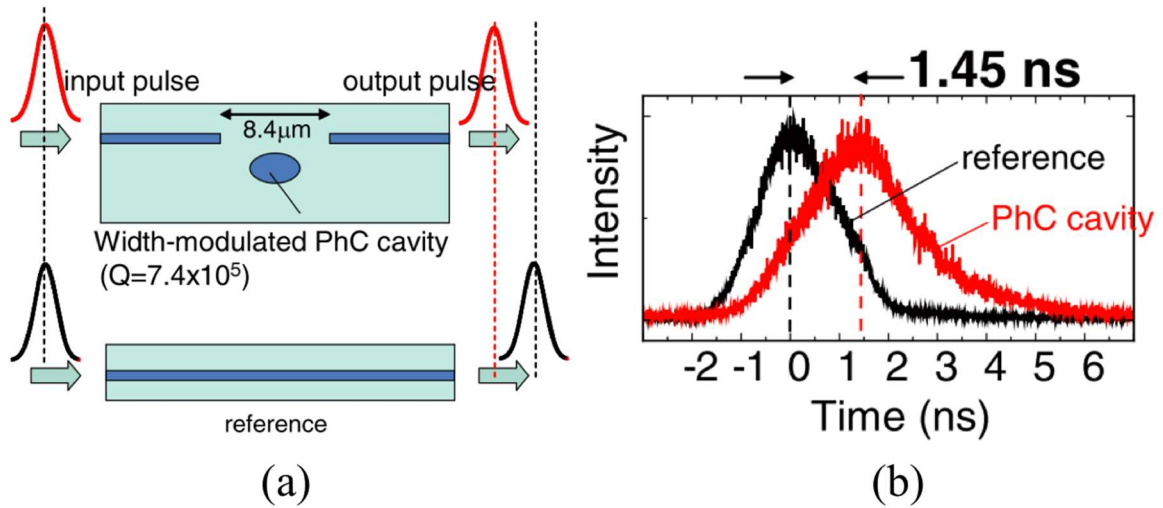 input pulse
output pulse
8.4μm
Width-modulated PhC cavity
(Q=7.4x10⁵)
reference
(a)
1.45 ns
reference
PhC cavity
Intensity
-2 -1 0 1 2 3 4 5 6
Time (ns)
(b)